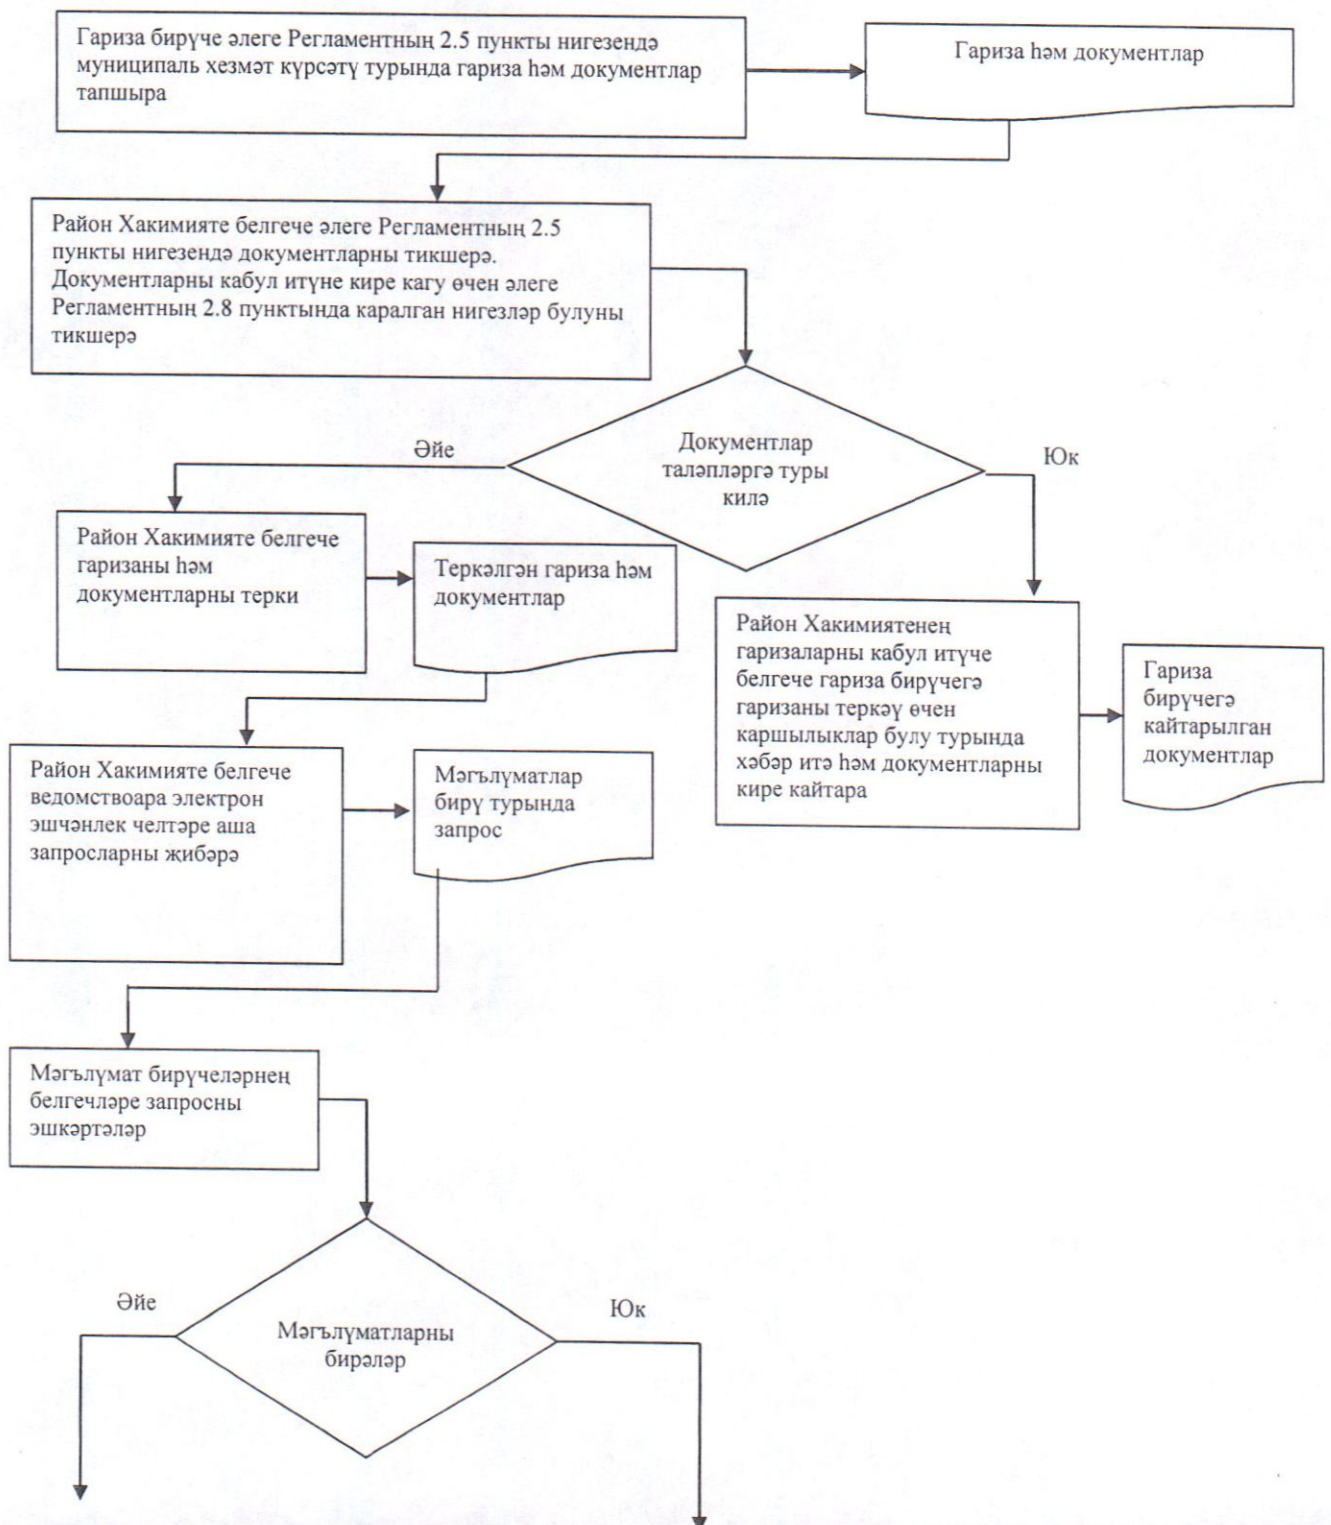 Гариза бирүче әлеге Регламентның 2.5 пункты нигезендә
муниципаль хезмәт күрсәтү турында гариза һәм документлар
тапшыра
Гариза һәм документлар
Район Хакимияте белгече әлеге Регламентның 2.5
пункты нигезендә документларны тикшерә.
Документларны кабул итүне кире кагу өчен әлеге
Регламентның 2.8 пунктында каралган нигезләр булуны
тикшерә
Документлар
таләпләргә туры
килә
Әйе
Юк
Район Хакимияте белгече
гаризаны һәм
документларны терки
Теркәлгән гариза һәм
документлар
Район Хакимиятенең
гаризаларны кабул итүче
белгече гариза бирүчегә
гаризаны теркәү өчен
каршылыклар булу турында
хәбәр итә һәм документларны
кире кайтара
Гариза
бирүчегә
кайтарылган
документлар
Район Хакимияте белгече
ведомствоара электрон
эшчәнлек челтәре аша
запросларны җибәрә
Мәгълүматлар
бирү турында
запрос
Мәгълүмат бирүчеләрнең
белгечләре запросны
эшкәртәләр
Әйе
Юк
Мәгълүматларны
бирәләр